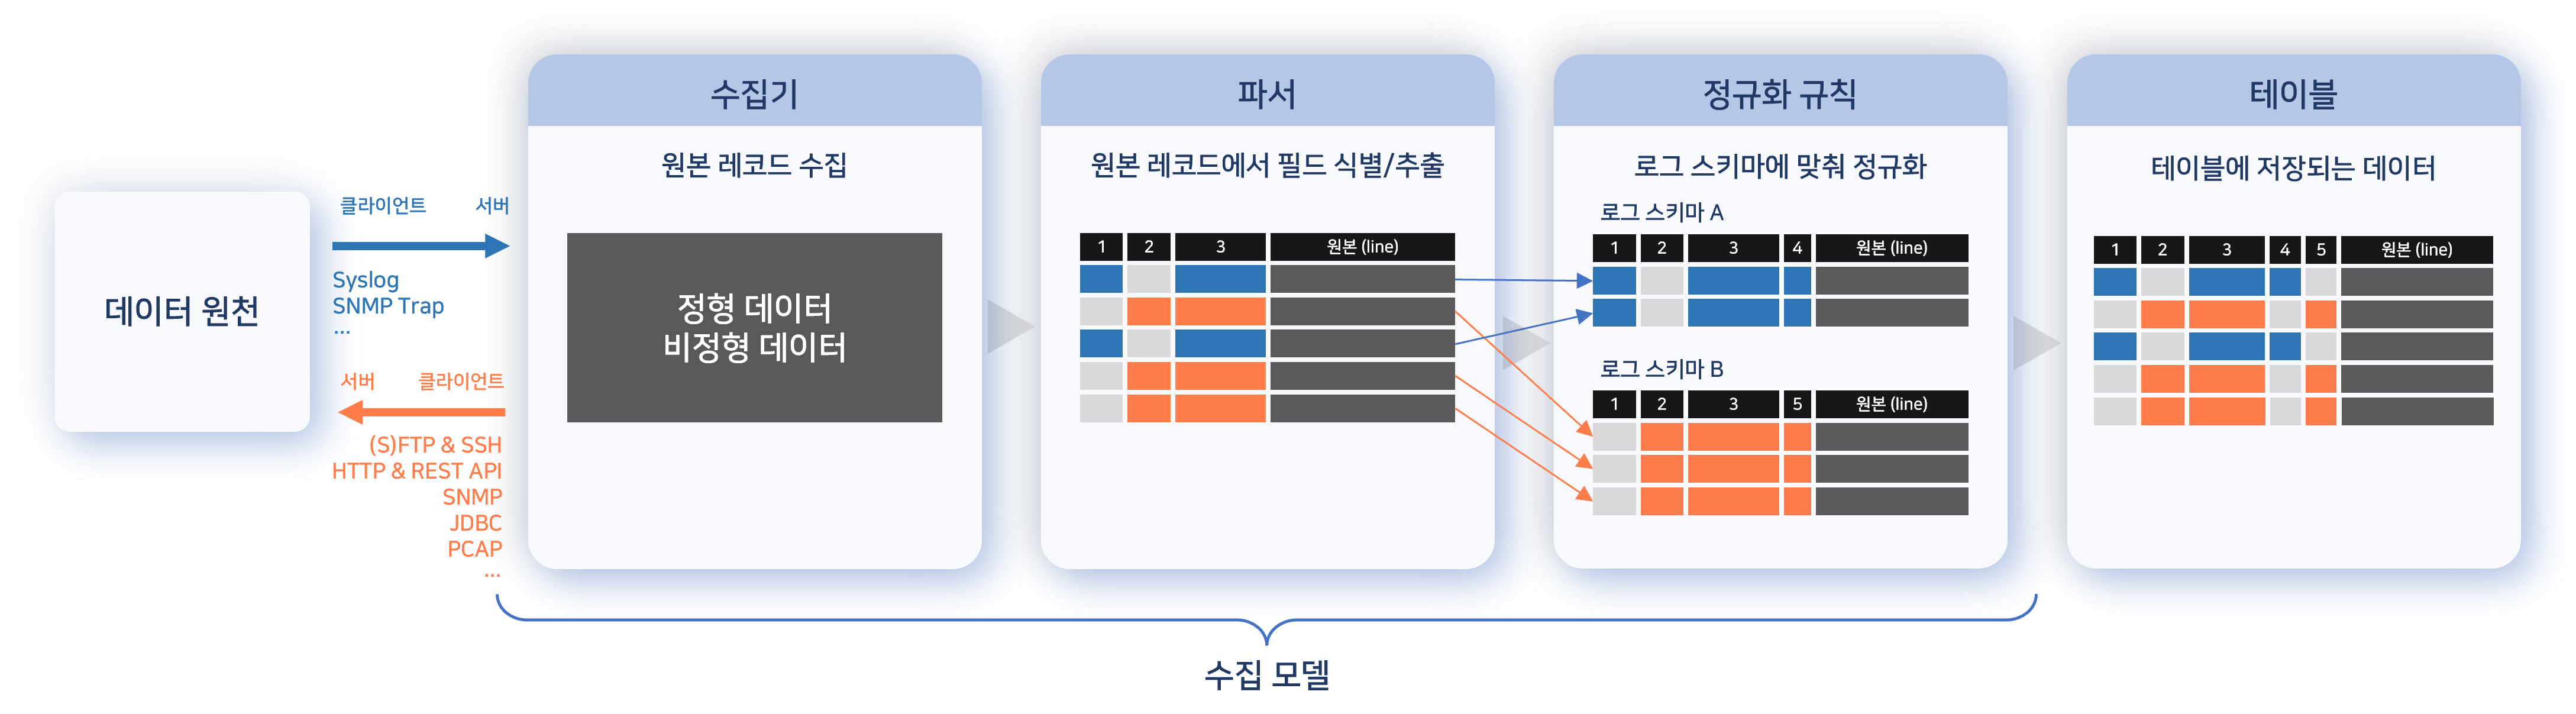 데이터 원천
클라이언트 서버
Syslog
SNMP Trap
...
서버 클라이언트
(S)FTP & SSH
HTTP & REST API
SNMP
JDBC
PCAP
...
수집기
원본 레코드 수집
정형 데이터
비정형 데이터
파서
원본 레코드에서 필드 식별/추출
1 2 3 원본 (line)
정규화 규칙
로그 스키마에 맞춰 정규화
로그 스키마 A
1 2 3 4 원본 (line)
로그 스키마 B
1 2 3 5 원본 (line)
테이블
테이블에 저장되는 데이터
1 2 3 4 5 원본 (line)
수집 모델